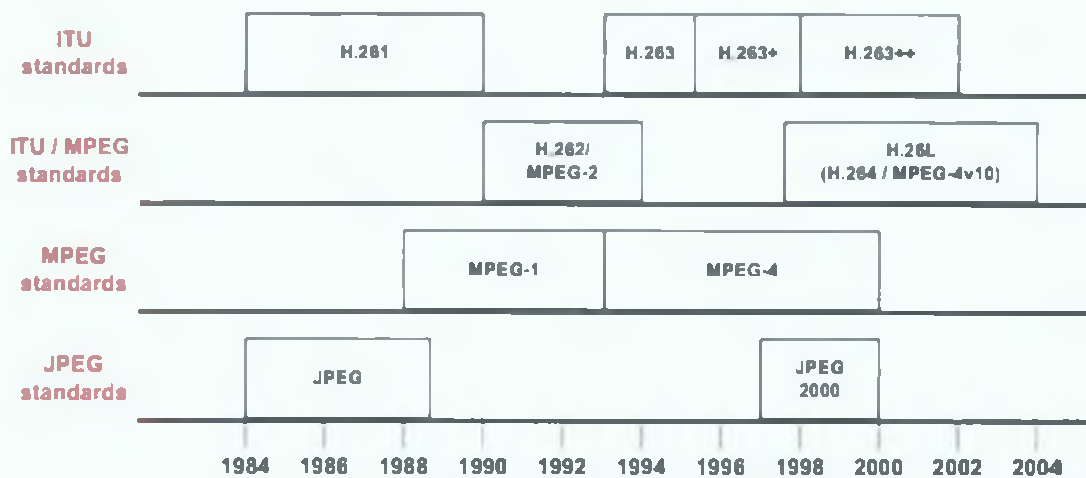 ITU
standards
H.261
H.263
H.263+
H.263++
ITU / MPEG
standards
H.262/
MPEG-2
H.26L
(H.264 / MPEG-4v10)
MPEG
standards
MPEG-1
MPEG-4
JPEG
standards
JPEG
JPEG
2000
1984 1986 1988 1990 1992 1994 1996 1998 2000 2002 2004